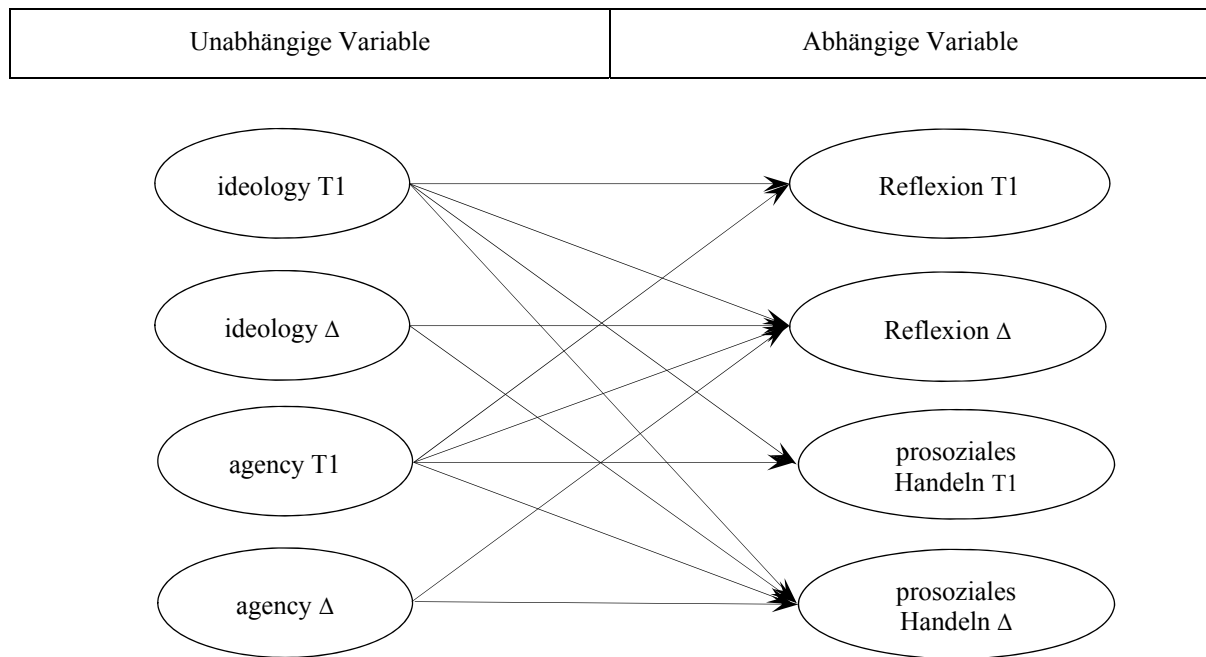 Unabhängige Variable
Abhängige Variable
ideology T1
Reflexion T1
ideology Δ
Reflexion Δ
agency T1
prosoziales
Handeln T1
agency Δ
prosoziales
Handeln Δ